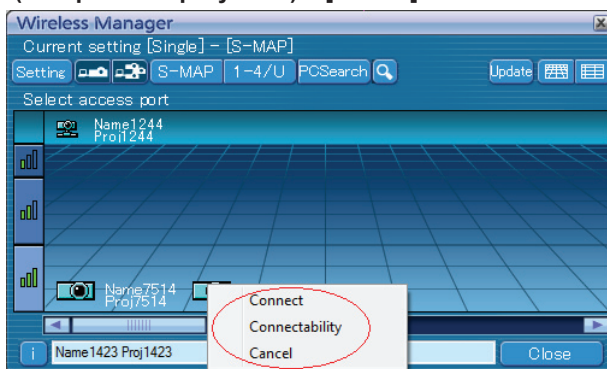 Wireless Manager
Current setting [Single] – [S-MAP]
Setting S-MAP 1-4/U PCSearch Update
Select access port
Name1244
Proj1244
Name7514
Proj7514
Connect
Connectability
Cancel
i Name1423 Proj1423 Close